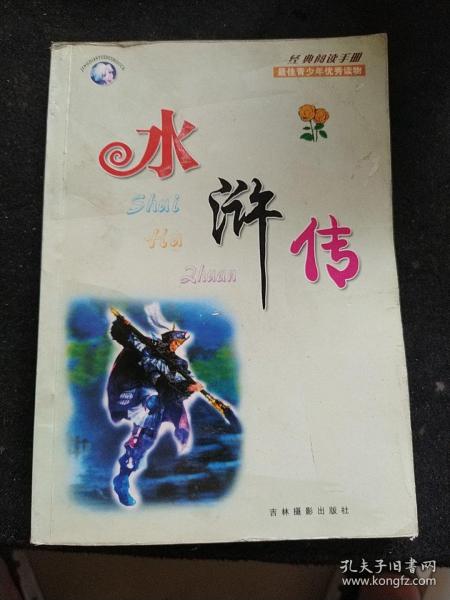 经典阅读手册
最佳青少年优秀读物
水
浒
传
Shui
Hu
Zhuan
吉林摄影出版社
孔夫子旧书网
www.kongfz.com